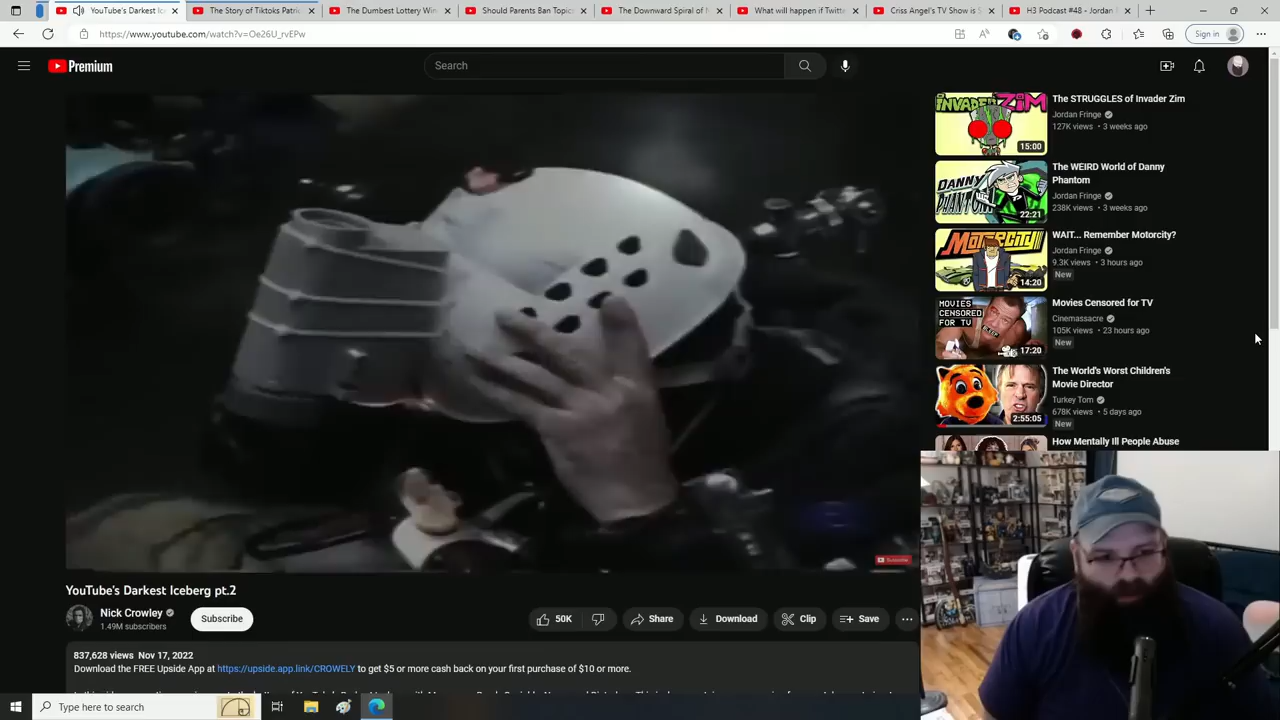 YouTube's Darkest Ice
The Story of Tiktoks Patri
The Dumbest Lottery Win
Should Parents Ban Topic
The Downward Spiral of
What will happen if Twitte
Criss Angel's TV Show is S
H3 Podcast #48 - Jordan
https://www.youtube.com/watch?v=Oe26U_rvEPw
Sign in
Premium
Search
INVADER ZIM
15:00
The STRUGGLES of Invader Zim
Jordan Fringe
127K views • 3 weeks ago
DANNY PHANTOM
22:21
The WEIRD World of Danny
Phantom
Jordan Fringe
238K views • 3 weeks ago
MOTORCITY
14:20
WAIT... Remember Motorcity?
Jordan Fringe
9.3K views • 3 hours ago
New
MOVIES
CENSORED
FOR TV
BLEEP
17:20
Movies Censored for TV
Cinemassacre
105K views • 23 hours ago
New
2:55:05
The World's Worst Children's
Movie Director
Turkey Tom
678K views • 5 days ago
New
How Mentally Ill People Abuse
Subscribe
YouTube's Darkest Iceberg pt.2
Nick Crowley
1.49M subscribers
Subscribe
50K
Share
Download
Clip
Save
837,628 views Nov 17, 2022
Download the FREE Upside App at https://upside.app.link/CROWELY to get $5 or more cash back on your first purchase of $10 or more.
Type here to search